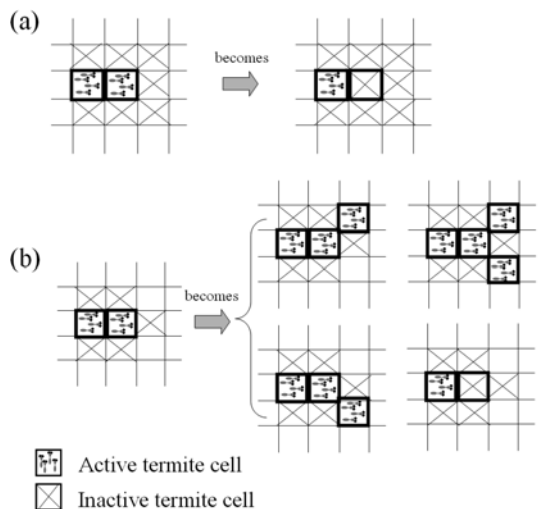 (a)
becomes
(b)
becomes
Active termite cell
Inactive termite cell